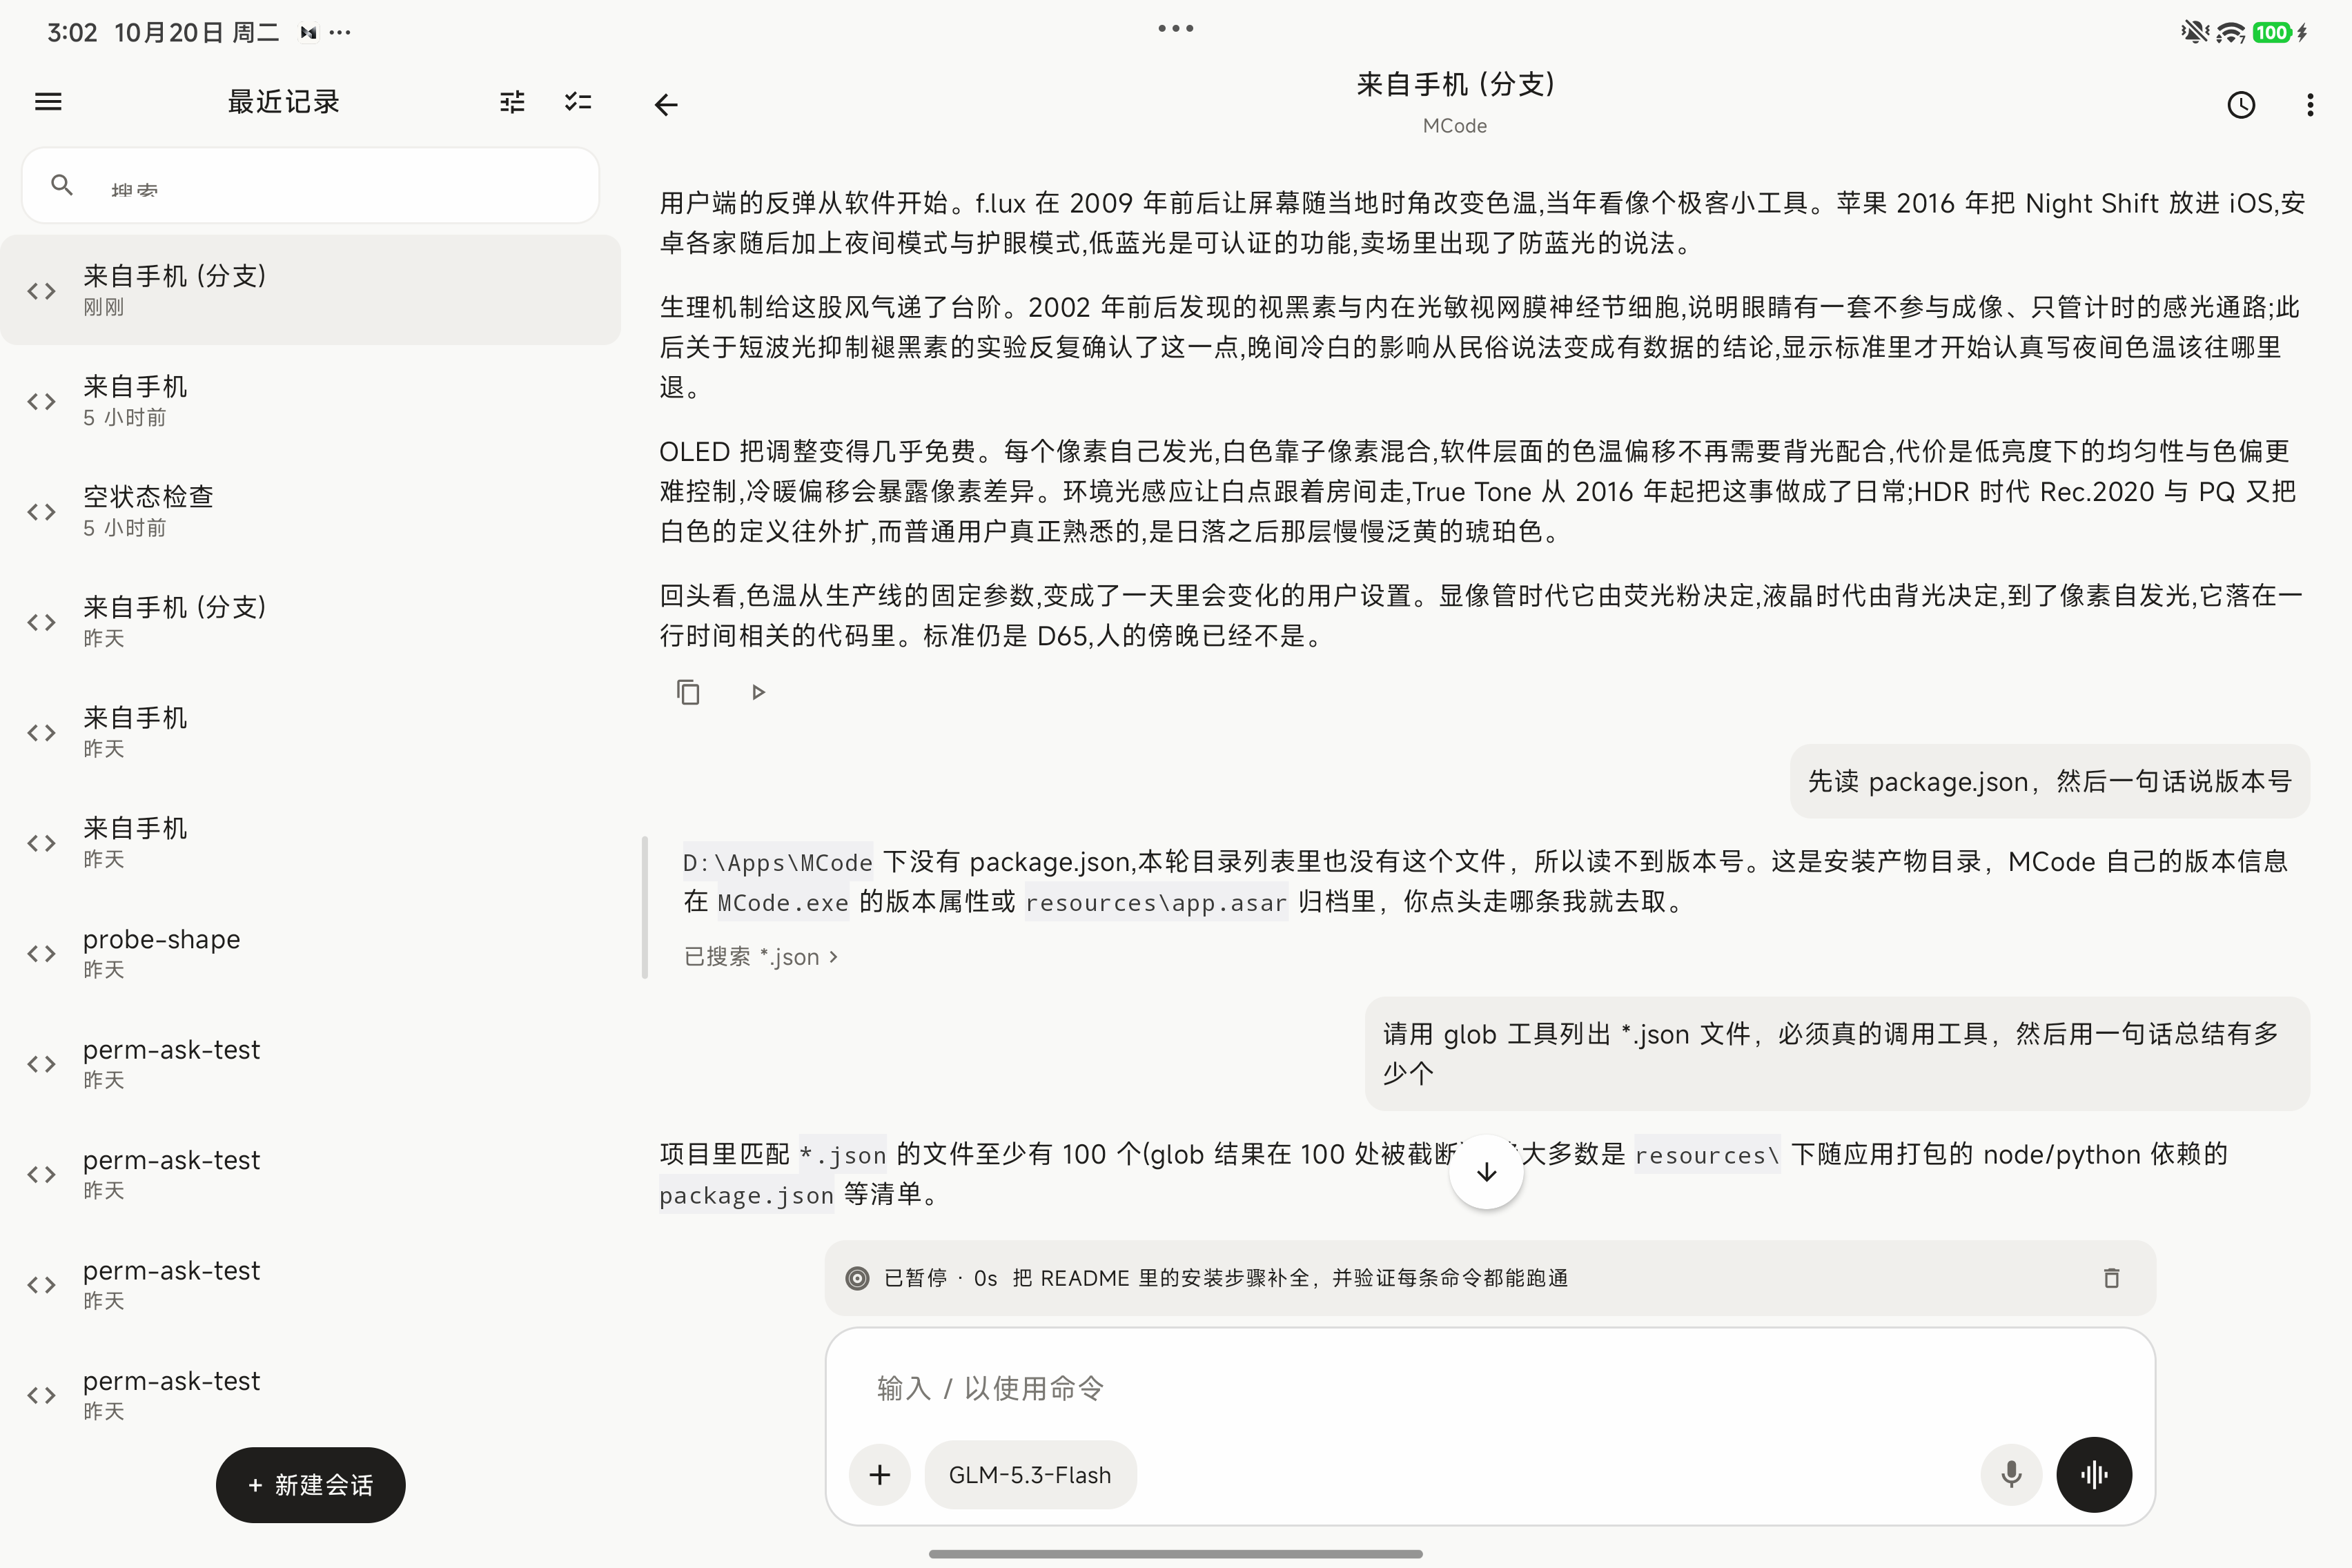 3:02 10月20日 周二
100
最近记录
搜索
来自手机 (分支)
刚刚
来自手机
5 小时前
空状态检查
5 小时前
来自手机 (分支)
昨天
来自手机
昨天
来自手机
昨天
probe-shape
昨天
perm-ask-test
昨天
perm-ask-test
昨天
perm-ask-test
昨天
perm-ask-test
昨天
+ 新建会话
来自手机 (分支)
MCode
用户端的反弹从软件开始。f.lux 在 2009 年前后让屏幕随当地时角改变色温,当年看像个极客小工具。苹果 2016 年把 Night Shift 放进 iOS,安
卓各家随后加上夜间模式与护眼模式,低蓝光是可认证的功能,卖场里出现了防蓝光的说法。
生理机制给这股风气递了台阶。2002 年前后发现的视黑素与内在光敏视网膜神经节细胞,说明眼睛有一套不参与成像、只管计时的感光通路;此
后关于短波光抑制褪黑素的实验反复确认了这一点,晚间冷白的影响从民俗说法变成有数据的结论,显示标准里才开始认真写夜间色温该往哪里
退。
OLED 把调整变得几乎免费。每个像素自己发光,白色靠子像素混合,软件层面的色温偏移不再需要背光配合,代价是低亮度下的均匀性与色偏更
难控制,冷暖偏移会暴露像素差异。环境光感应让白点跟着房间走,True Tone 从 2016 年起把这事做成了日常;HDR 时代 Rec.2020 与 PQ 又把
白色的定义往外扩,而普通用户真正熟悉的,是日落之后那层慢慢泛黄的琥珀色。
回头看,色温从生产线的固定参数,变成了一天里会变化的用户设置。显像管时代它由荧光粉决定,液晶时代由背光决定,到了像素自发光,它落在一
行时间相关的代码里。标准仍是 D65,人的傍晚已经不是。
先读 package.json，然后一句话说版本号
D:\Apps\MCode 下没有 package.json,本轮目录列表里也没有这个文件，所以读不到版本号。这是安装产物目录，MCode 自己的版本信息
在 MCode.exe 的版本属性或 resources\app.asar 归档里，你点头走哪条我就去取。
已搜索 *.json
请用 glob 工具列出 *.json 文件，必须真的调用工具，然后用一句话总结有多
少个
项目里匹配 *.json 的文件至少有 100 个(glob 结果在 100 处被截断 大多数是 resources\ 下随应用打包的 node/python 依赖的
package.json 等清单。
已暂停 · 0s 把 README 里的安装步骤补全，并验证每条命令都能跑通
输入 / 以使用命令
GLM-5.3-Flash